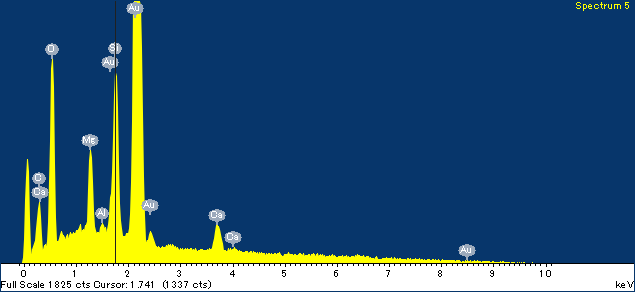 Spectrum 5
Au
O
Si
Au
Mg
O
Ca
Al
Au
Ca
Ca
Au
0 1 2 3 4 5 6 7 8 9 10
Full Scale 1825 cts Cursor: 1.741 (1337 cts) keV